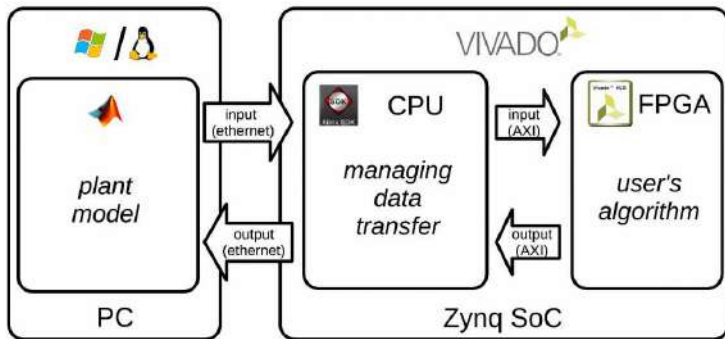 /
VIVADO
plant
model
input
(ethernet)
output
(ethernet)
SDK
CPU
managing
data
transfer
input
(AXI)
output
(AXI)
FPGA
user's
algorithm
PC
Zynq SoC